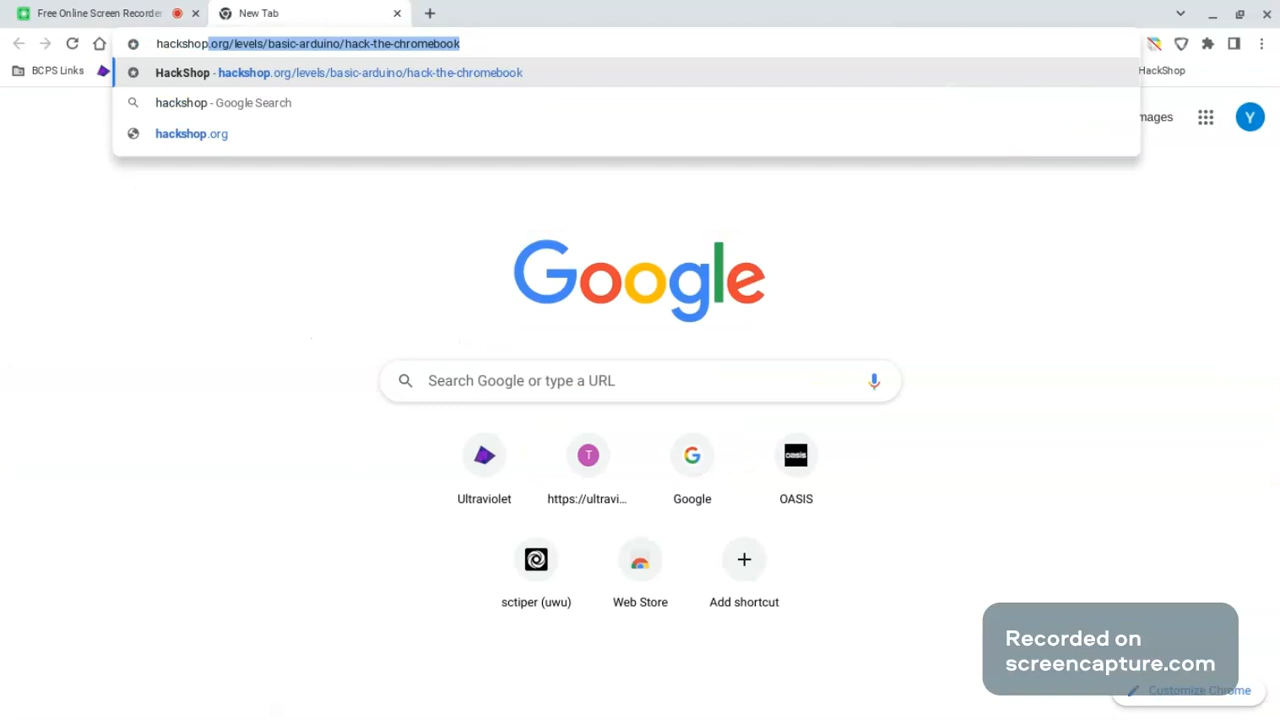 Free Online Screen Recorder
New Tab
hackshop.org/levels/basic-arduino/hack-the-chromebook
BCPS Links
HackShop - hackshop.org/levels/basic-arduino/hack-the-chromebook
HackShop
hackshop - Google Search
hackshop.org
mages
Y
Google
Search Google or type a URL
T
OASIS
Ultraviolet
https://ultravi...
Google
OASIS
sctiper (uwu)
Web Store
Add shortcut
Recorded on
screencapture.com
Customize Chrome